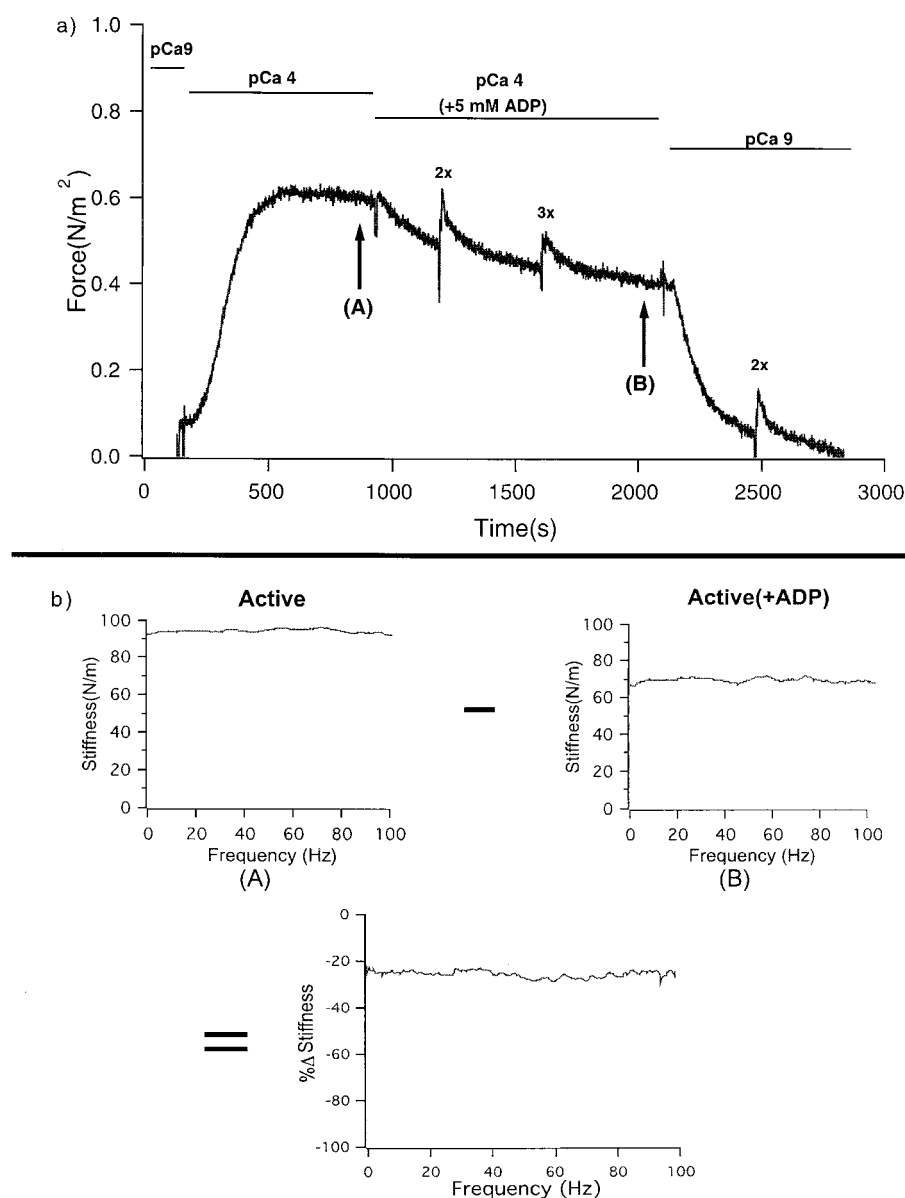 a)
pCa9
pCa 4
pCa 4
(+5 mM ADP)
pCa 9
1.0
0.8
0.6
0.4
0.2
0.0
Force(N/m²)
2x
3x
2x
(A)
(B)
0 500 1000 1500 2000 2500 3000
Time(s)
b)
Active
100
80
60
40
20
0
Stiffness(N/m)
0 20 40 60 80 100
Frequency (Hz)
(A)
Active(+ADP)
100
80
60
40
20
0
Stiffness(N/m)
0 20 40 60 80 100
Frequency (Hz)
(B)
0
-20
-40
-60
-80
-100
%Δ Stiffness
0 20 40 60 80 100
Frequency (Hz)